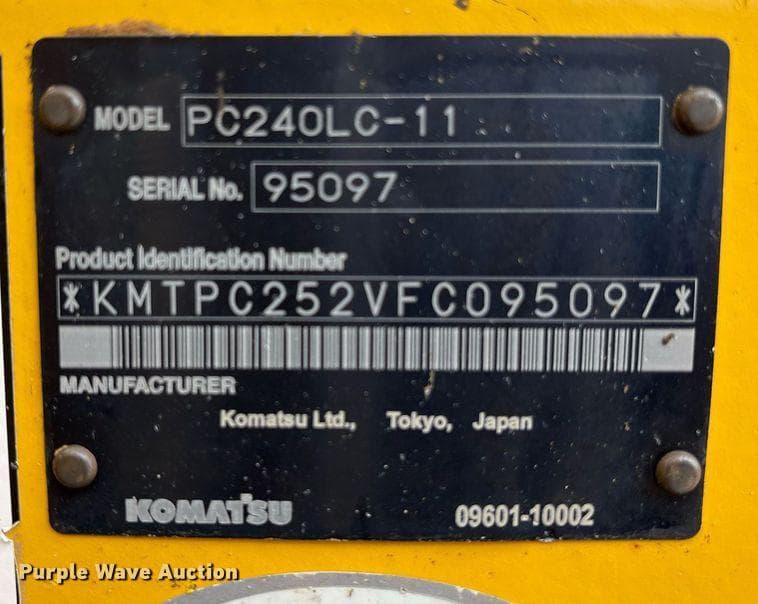 MODEL PC240LC-11
SERIAL No. 95097
Product Identification Number
*KMTPC252VFC095097*
MANUFACTURER
Komatsu Ltd., Tokyo, Japan
KOMATSU 09601-10002
Purple Wave Auction